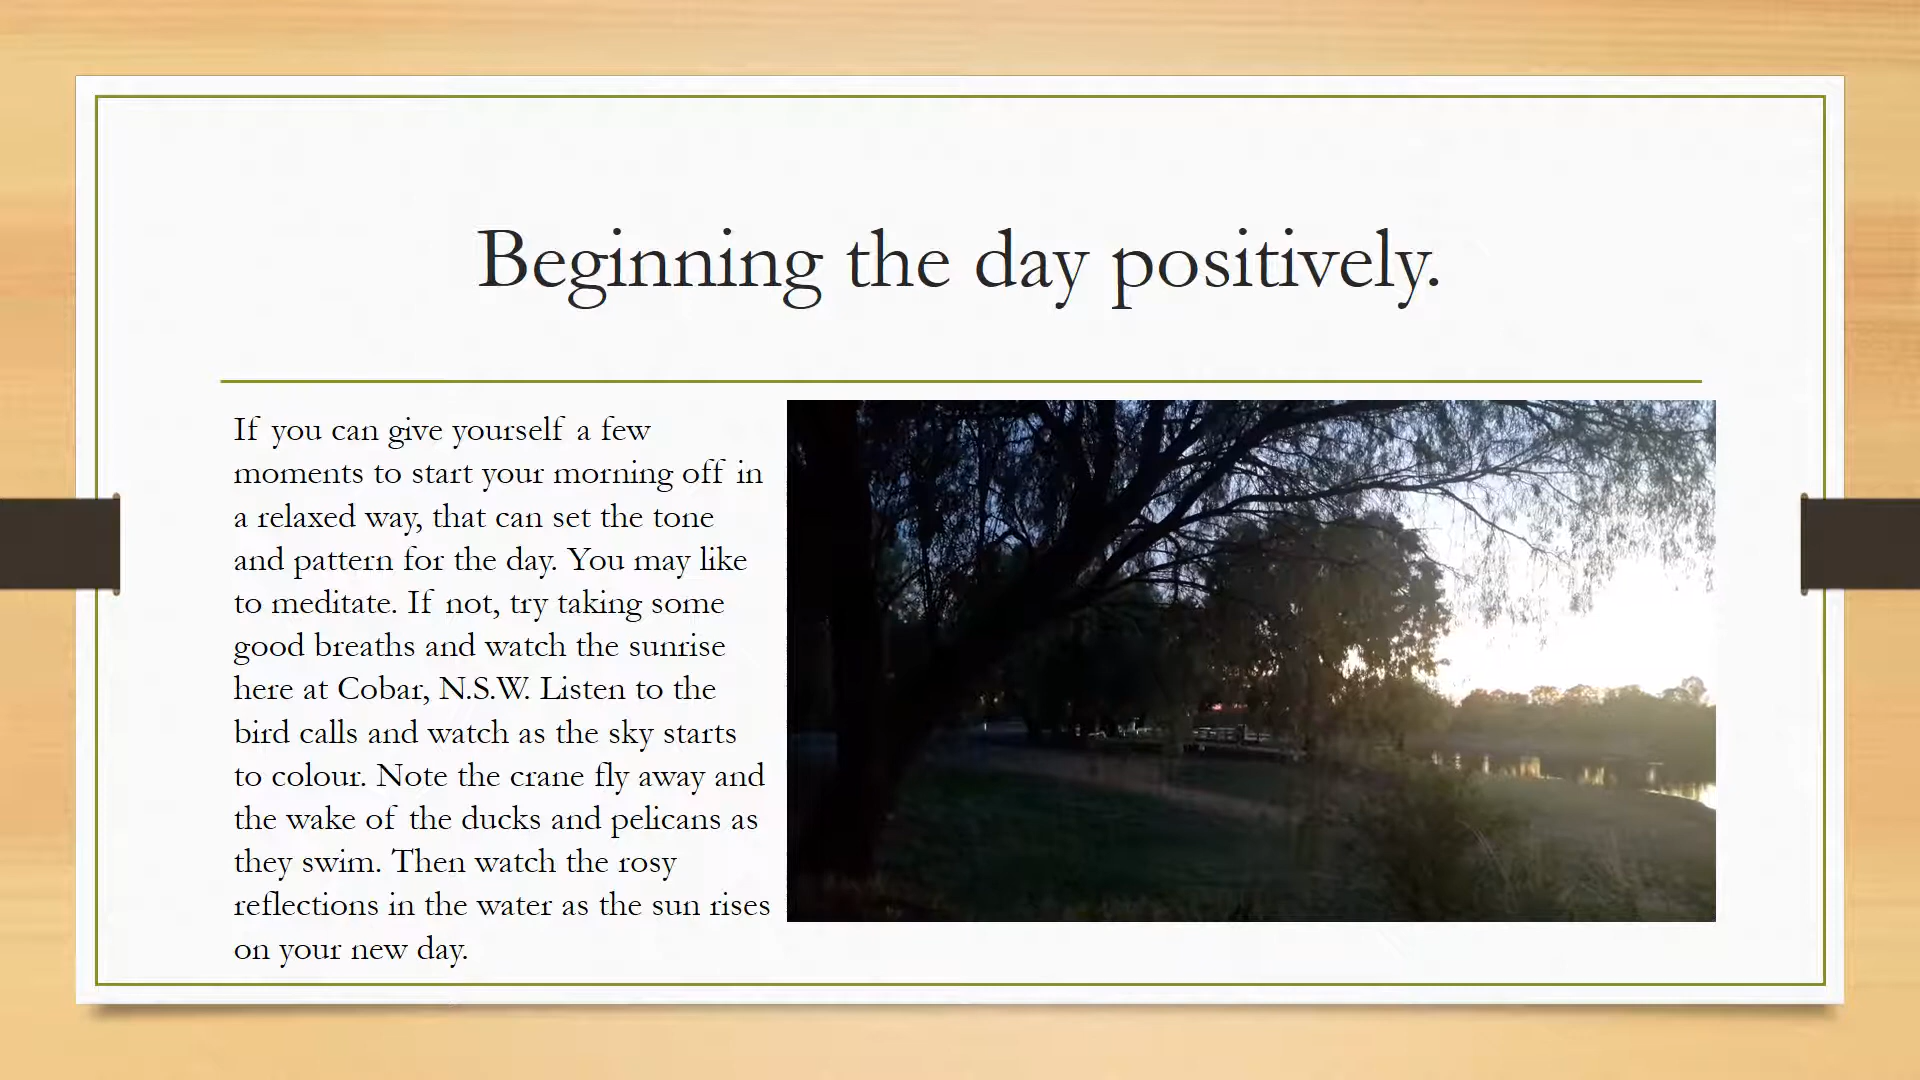 Beginning the day positively.
If you can give yourself a few
moments to start your morning off in
a relaxed way, that can set the tone
and pattern for the day. You may like
to meditate. If not, try taking some
good breaths and watch the sunrise
here at Cobar, N.S.W. Listen to the
bird calls and watch as the sky starts
to colour. Note the crane fly away and
the wake of the ducks and pelicans as
they swim. Then watch the rosy
reflections in the water as the sun rises
on your new day.